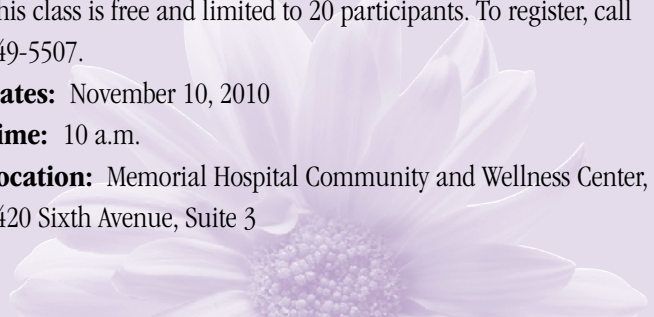 his class is free and limited to 20 participants. To register, call
49-5507.
ates: November 10, 2010
ime: 10 a.m.
ocation: Memorial Hospital Community and Wellness Center,
420 Sixth Avenue, Suite 3